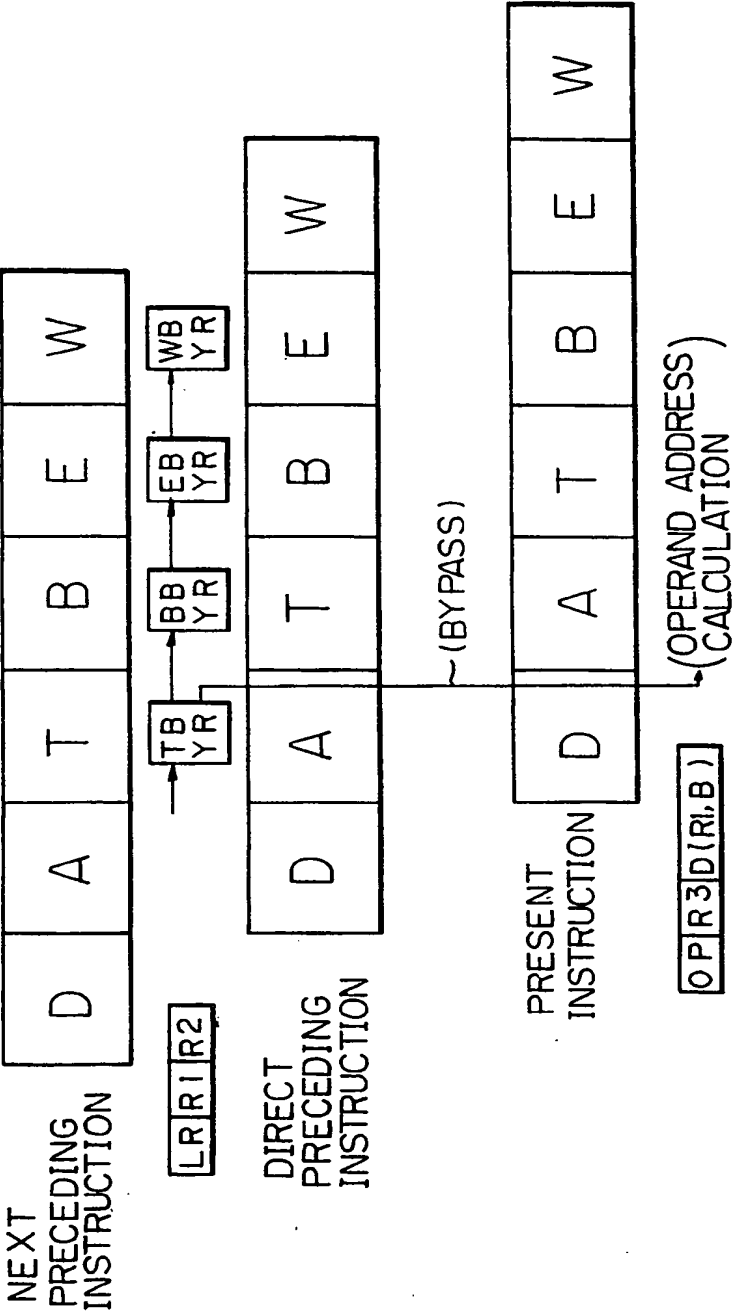 NEXT
PRECEDING
INSTRUCTION
D A T B E W
LR R1 R2
TB
YR
BB
YR
EB
YR
WB
YR
DIRECT
PRECEDING
INSTRUCTION
D A T B E W
~(BYPASS)
PRESENT
INSTRUCTION
D A T B E W
OP R3 D(R1,B)
(OPERAND ADDRESS
CALCULATION)